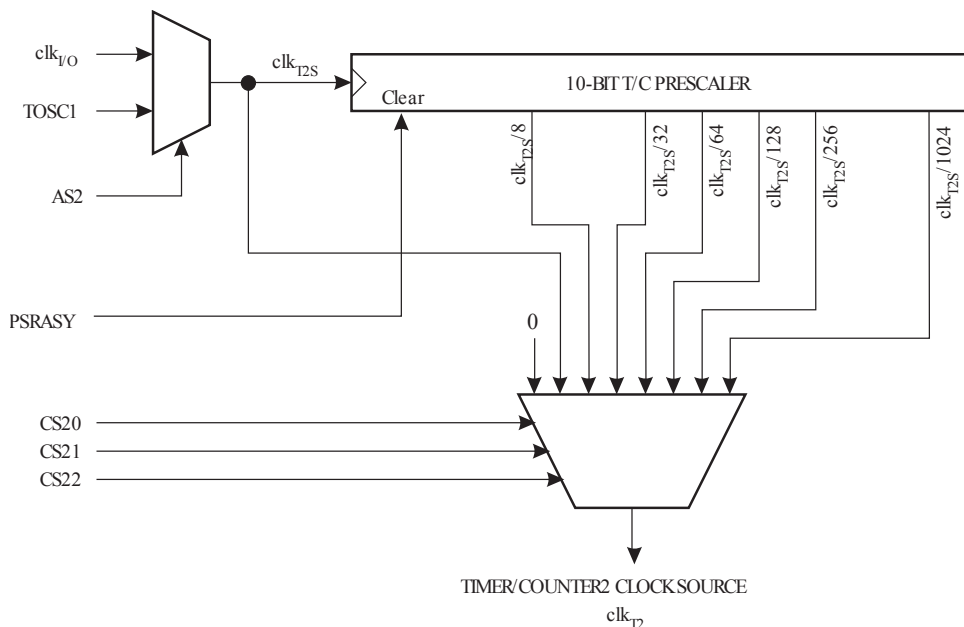 clkI/O
clkT2S
10-BIT T/C PRESCALER
TOSC1
Clear
AS2
clkT2S/8
clkT2S/32
clkT2S/64
clkT2S/128
clkT2S/256
clkT2S/1024
PSRASY
0
CS20
CS21
CS22
TIMER/COUNTER2 CLOCK SOURCE
clkT2